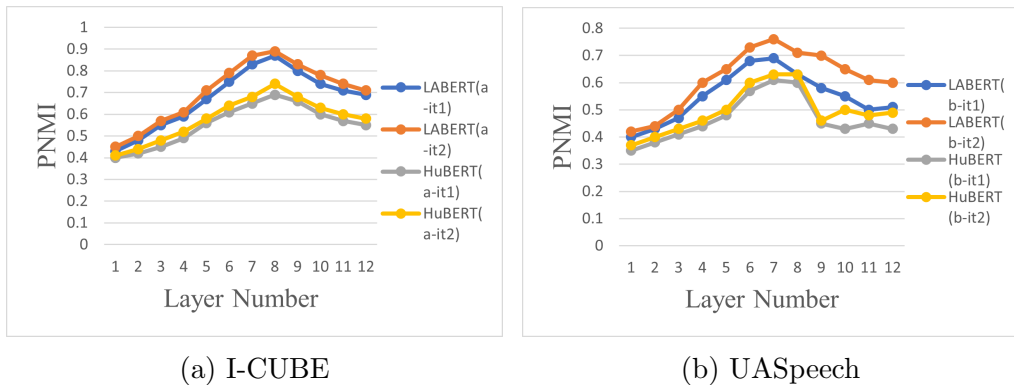 1
0.9
0.8
0.7
0.6
0.5
0.4
0.3
0.2
0.1
0
PNMI
1 2 3 4 5 6 7 8 9 10 11 12
Layer Number
LABERT(a
-it1)
LABERT(a
-it2)
HuBERT(
a-it1)
HuBERT(
a-it2)
(a) I-CUBE
0.8
0.7
0.6
0.5
0.4
0.3
0.2
0.1
0
PNMI
1 2 3 4 5 6 7 8 9 10 11 12
Layer Number
LABERT(
b-it1)
LABERT(
b-it2)
HuBERT
(b-it1)
HuBERT
(b-it2)
(b) UASpeech